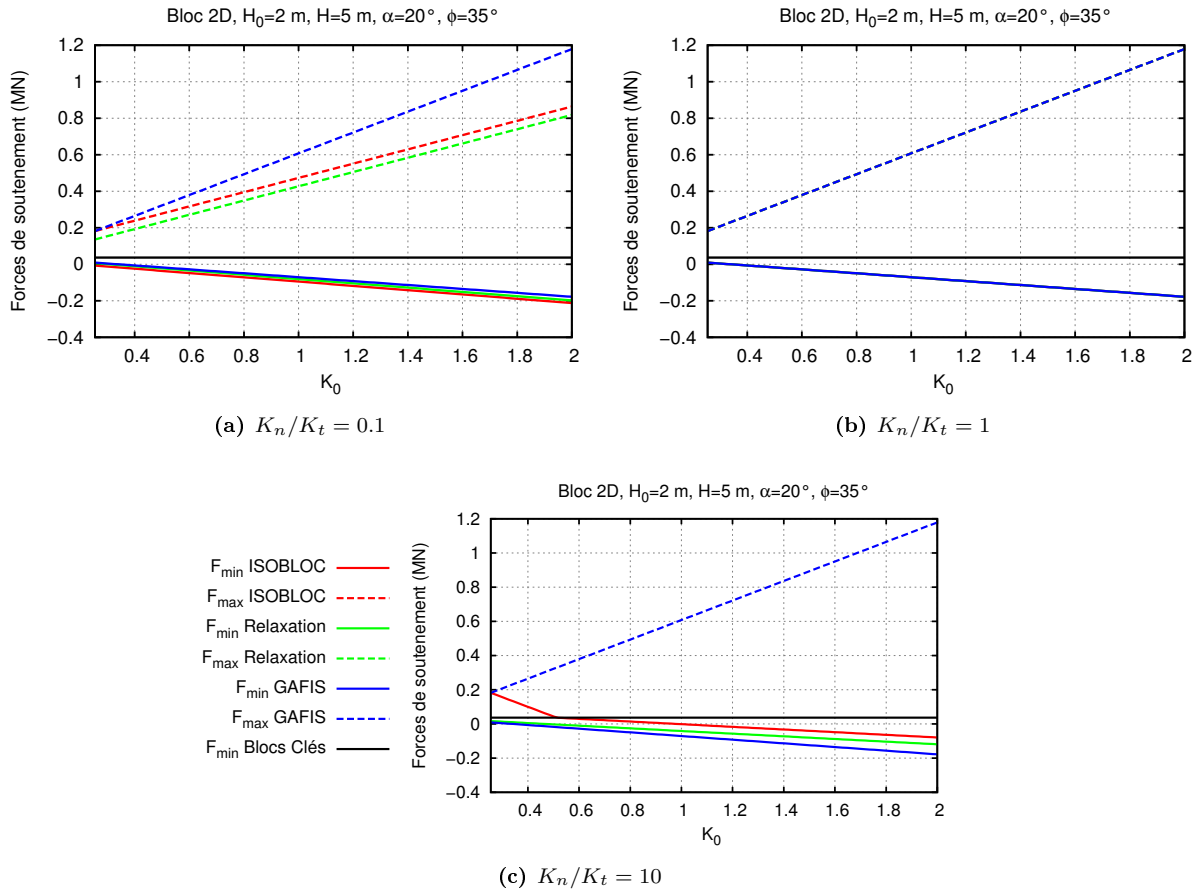 Bloc 2D, H0=2 m, H=5 m, α=20°, ϕ=35°
Forces de soutenement (MN)
1.2
1
0.8
0.6
0.4
0.2
0
−0.2
−0.4
0.4 0.6 0.8 1 1.2 1.4 1.6 1.8 2
K0
(a) Kn/Kt = 0.1
Bloc 2D, H0=2 m, H=5 m, α=20°, ϕ=35°
Forces de soutenement (MN)
1.2
1
0.8
0.6
0.4
0.2
0
−0.2
−0.4
0.4 0.6 0.8 1 1.2 1.4 1.6 1.8 2
K0
(b) Kn/Kt = 1
Bloc 2D, H0=2 m, H=5 m, α=20°, ϕ=35°
Fmin ISOBLOC
Fmax ISOBLOC
Fmin Relaxation
Fmax Relaxation
Fmin GAFIS
Fmax GAFIS
Fmin Blocs Clés
Forces de soutenement (MN)
1.2
1
0.8
0.6
0.4
0.2
0
−0.2
−0.4
0.4 0.6 0.8 1 1.2 1.4 1.6 1.8 2
K0
(c) Kn/Kt = 10